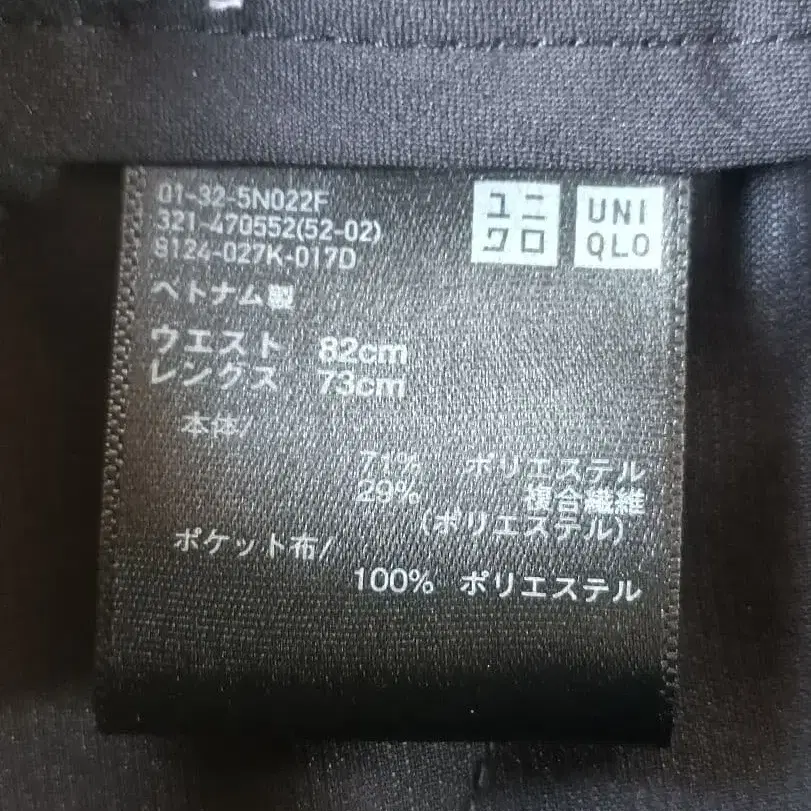 01-32-5N022F
321-470552(52-02)
8124-027K-017D
ユニ
クロ
UNI
QLO
ベトナム製
ウエスト 82cm
レングス 73cm
本体/
71% ポリエステル
29% 複合繊維
(ポリエステル)
ポケット布/
100% ポリエステル